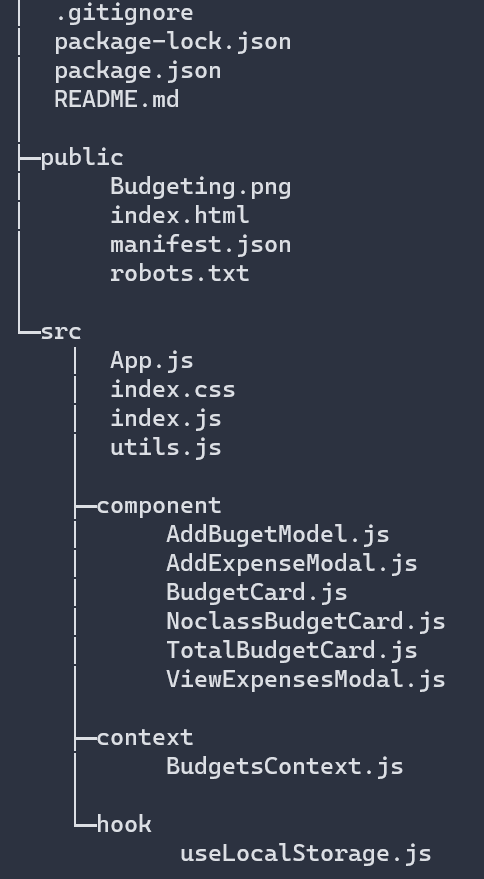 .gitignore
package-lock.json
package.json
README.md
public
Budgeting.png
index.html
manifest.json
robots.txt
src
App.js
index.css
index.js
utils.js
component
AddBugetModel.js
AddExpenseModal.js
BudgetCard.js
NoclassBudgetCard.js
TotalBudgetCard.js
ViewExpensesModal.js
context
BudgetsContext.js
hook
useLocalStorage.js